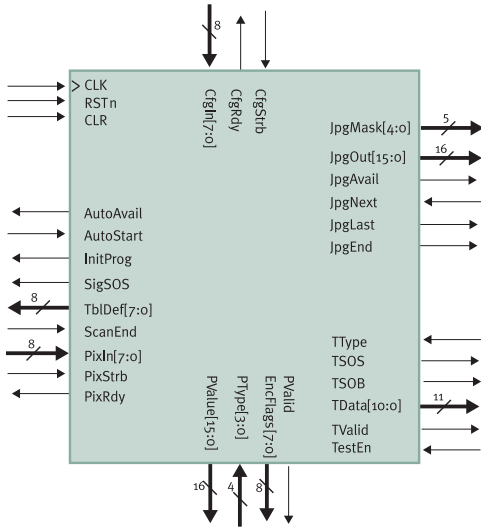 8
CfgIn[7:0]
CfgRdy
CfgStrb
CLK
RSTn
CLR
AutoAvail
AutoStart
InitProg
SigSOS
8
TblDef[7:0]
ScanEnd
8
PixIn[7:0]
PixStrb
PixRdy
JpgMask[4:0]
5
JpgOut[15:0]
16
JpgAvail
JpgNext
JpgLast
JpgEnd
TType
TSOS
TSOB
TData[10:0]
11
TValid
TestEn
PValue[15:0]
PType[3:0]
EncFlags[7:0]
PValid
16
4
8